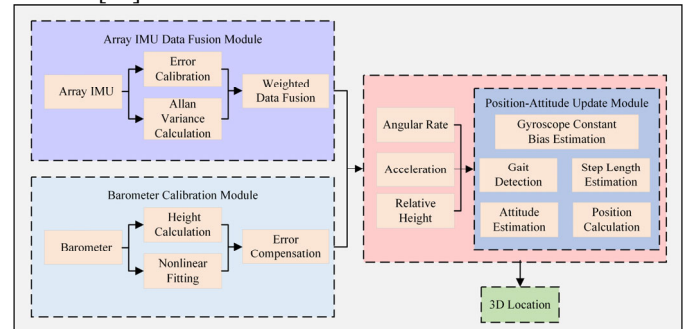 Array IMU Data Fusion Module
Error
Calibration
Array IMU
Allan
Variance
Calculation
Weighted
Data Fusion
Barometer Calibration Module
Height
Calculation
Barometer
Nonlinear
Fitting
Error
Compensation
Angular Rate
Acceleration
Relative
Height
Position-Attitude Update Module
Gyroscope Constant
Bias Estimation
Gait
Detection
Step Length
Estimation
Attitude
Estimation
Position
Calculation
3D Location